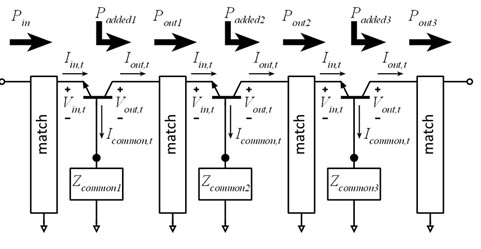 P_in P_added1 P_out1 P_added2 P_out2 P_added3 P_out3
I_in,t I_out,t I_in,t I_out,t I_in,t I_out,t
+ + + + + +
V_in,t V_out,t V_in,t V_out,t V_in,t V_out,t
− − − − − −
match match match match
I_common,t I_common,t I_common,t
Z_common1 Z_common2 Z_common3